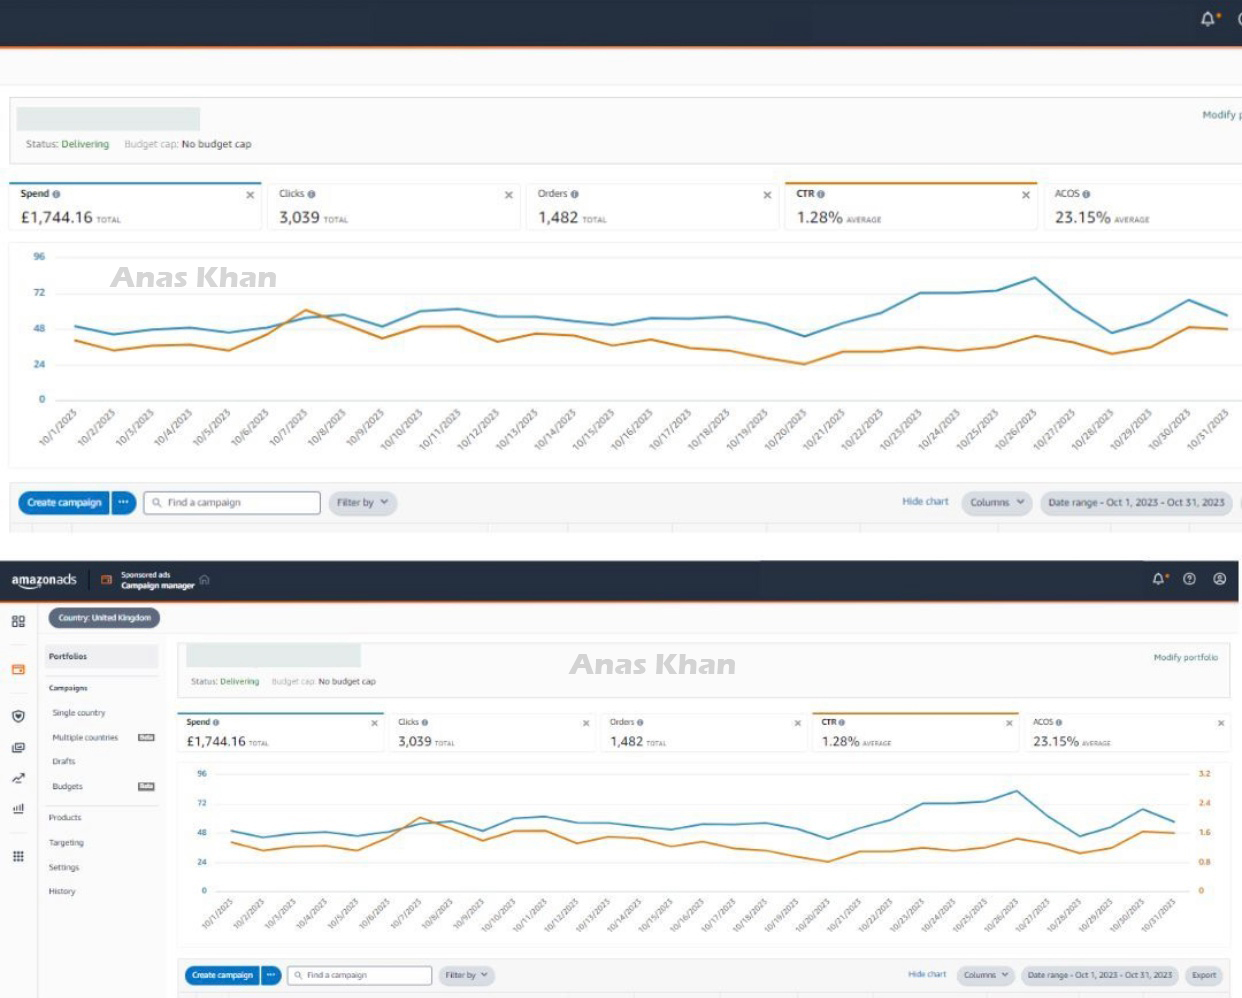 Modify
Status: Delivering Budget cap: No budget cap
Spend Clicks Orders CTR ACOS
£1,744.16 TOTAL 3,039 TOTAL 1,482 TOTAL 1.28% AVERAGE 23.15% AVERAGE
96
Anas Khan
72
48
24
0
10/1/2023 10/2/2023 10/3/2023 10/4/2023 10/5/2023 10/6/2023 10/7/2023 10/8/2023 10/9/2023 10/10/2023 10/11/2023 10/12/2023 10/13/2023 10/14/2023 10/15/2023 10/16/2023 10/17/2023 10/18/2023 10/19/2023 10/20/2023 10/21/2023 10/22/2023 10/23/2023 10/24/2023 10/25/2023 10/26/2023 10/27/2023 10/28/2023 10/29/2023 10/30/2023 10/31/2023
Create campaign ... Find a campaign Filter by Hide chart Columns Date range - Oct 1, 2023 - Oct 31, 2023
amazonads Sponsored ads
Campaign manager
Country: United Kingdom
Portfolios
Campaigns
Single country
Multiple countries Beta
Drafts
Budgets Beta
Products
Targeting
Settings
History
Anas Khan
Modify portfolio
Status: Delivering Budget cap: No budget cap
Spend Clicks Orders CTR ACOS
£1,744.16 TOTAL 3,039 TOTAL 1,482 TOTAL 1.28% AVERAGE 23.15% AVERAGE
96 3.2
72 2.4
48 1.6
24 0.8
0 0
10/1/2023 10/2/2023 10/3/2023 10/4/2023 10/5/2023 10/6/2023 10/7/2023 10/8/2023 10/9/2023 10/10/2023 10/11/2023 10/12/2023 10/13/2023 10/14/2023 10/15/2023 10/16/2023 10/17/2023 10/18/2023 10/19/2023 10/20/2023 10/21/2023 10/22/2023 10/23/2023 10/24/2023 10/25/2023 10/26/2023 10/27/2023 10/28/2023 10/29/2023 10/30/2023 10/31/2023
Create campaign ... Find a campaign Filter by Hide chart Columns Date range - Oct 1, 2023 - Oct 31, 2023 Export